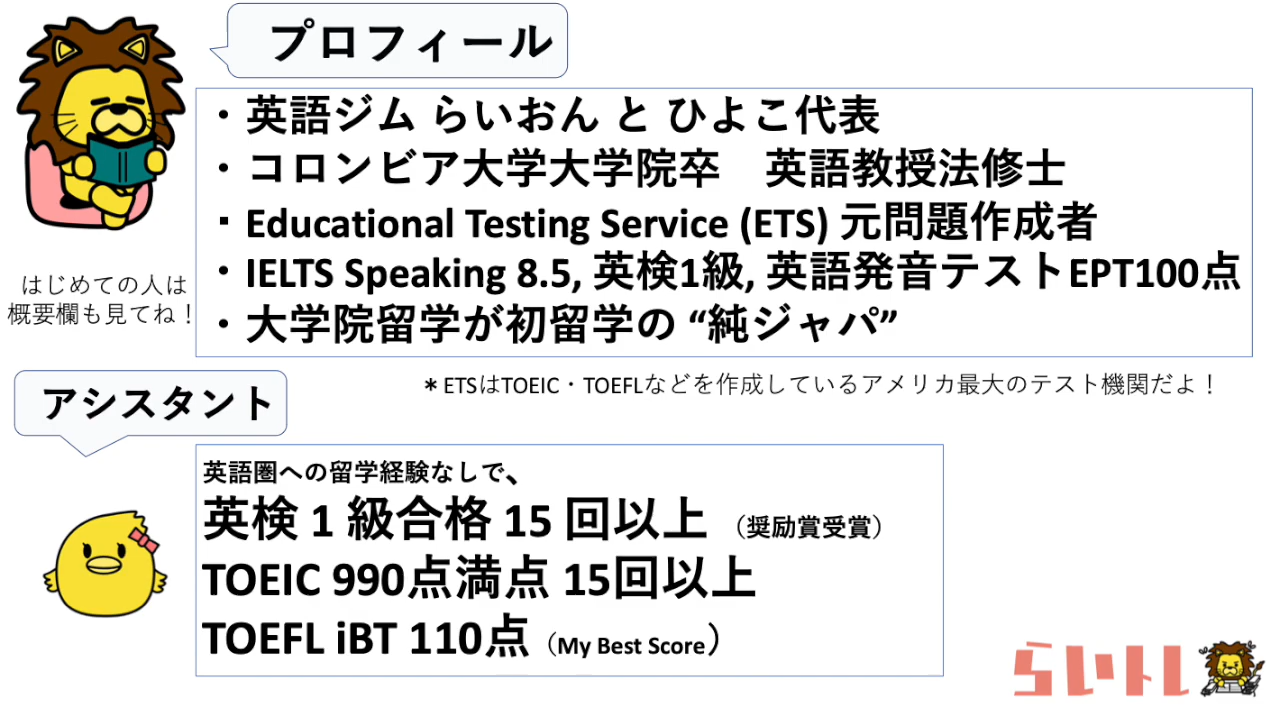 プロフィール
・英語ジム らいおん と ひよこ代表
・コロンビア大学大学院卒　英語教授法修士
・Educational Testing Service (ETS) 元問題作成者
・IELTS Speaking 8.5, 英検1級, 英語発音テストEPT100点
・大学院留学が初留学の “純ジャパ”
はじめての人は
概要欄も見てね！
＊ETSはTOEIC・TOEFLなどを作成しているアメリカ最大のテスト機関だよ！
アシスタント
英語圏への留学経験なしで、
英検 1 級合格 15 回以上 （奨励賞受賞）
TOEIC 990点満点 15回以上
TOEFL iBT 110点（My Best Score）
らいトレ